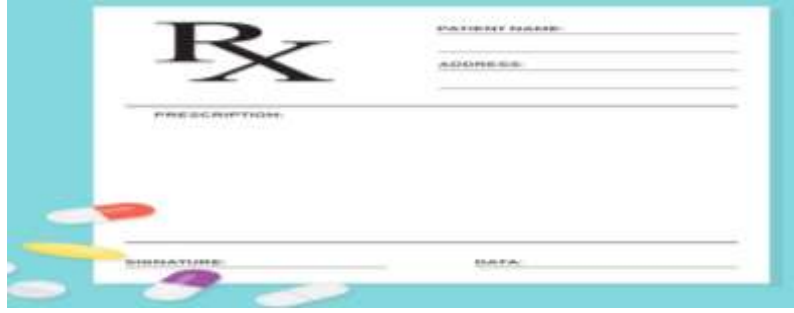 Rx
PATIENT NAME:
ADDRESS:
PRESCRIPTION:
SIGNATURE:
DATA: